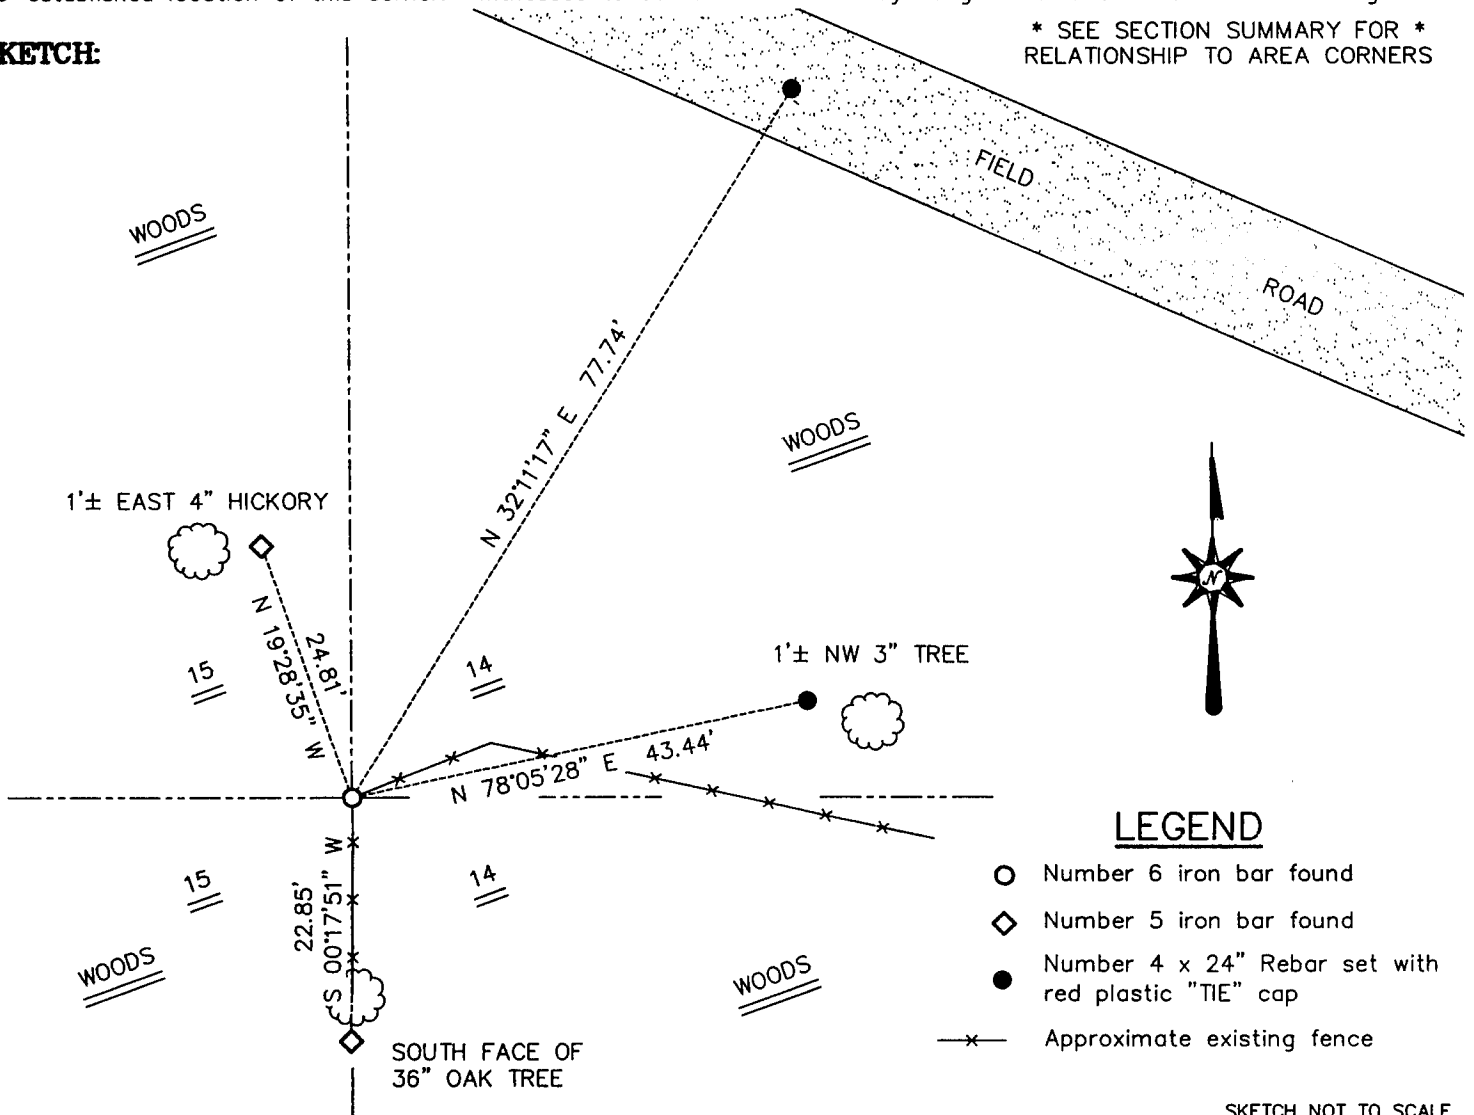 * SEE SECTION SUMMARY FOR *
RELATIONSHIP TO AREA CORNERS
KETCH:
FIELD
ROAD
WOODS
N 32°11'17" E 77.74'
WOODS
1'± EAST 4" HICKORY
N 19°28'35" W
24.81'
15
14
1'± NW 3" TREE
N 78°05'28" E 43.44'
N
15
14
22.85'
S 00°17'51" W
WOODS
WOODS
SOUTH FACE OF
36" OAK TREE
LEGEND
Number 6 iron bar found
Number 5 iron bar found
Number 4 x 24" Rebar set with
red plastic "TIE" cap
Approximate existing fence
SKETCH NOT TO SCALE